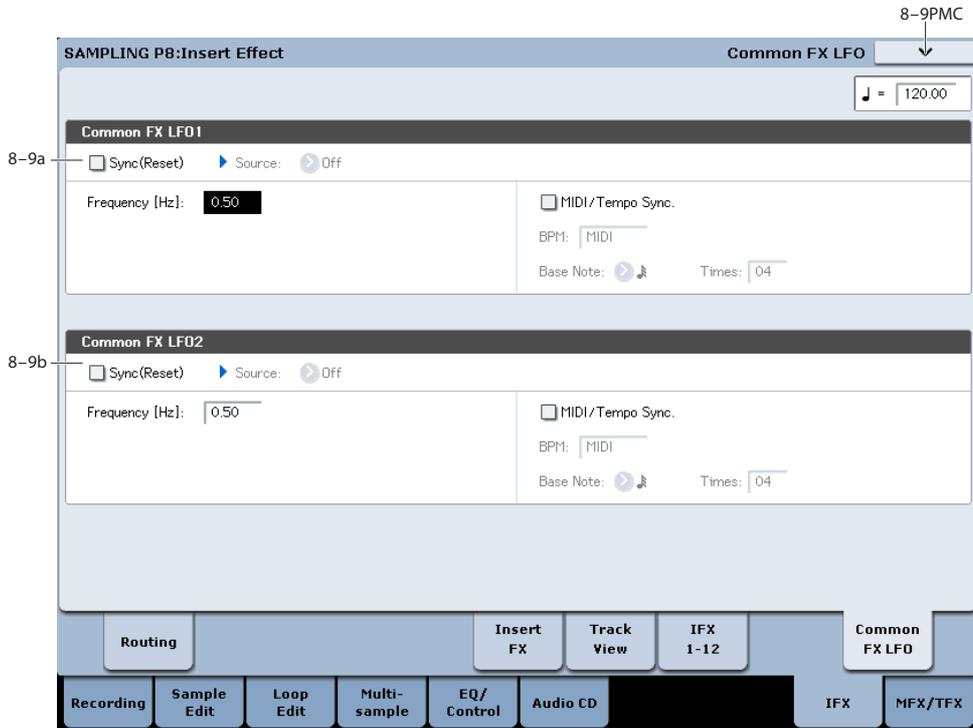 8–9PMC
SAMPLING P8:Insert Effect Common FX LFO
♩ = 120.00
Common FX LFO1
8–9a
Sync(Reset) Source: Off
Frequency [Hz]: 0.50 MIDI/Tempo Sync.
BPM: MIDI
Base Note: Times: 04
Common FX LFO2
8–9b
Sync(Reset) Source: Off
Frequency [Hz]: 0.50 MIDI/Tempo Sync.
BPM: MIDI
Base Note: Times: 04
Routing Insert FX Track View IFX 1-12 Common FX LFO
Recording Sample Edit Loop Edit Multi-sample EQ/Control Audio CD IFX MFX/TFX